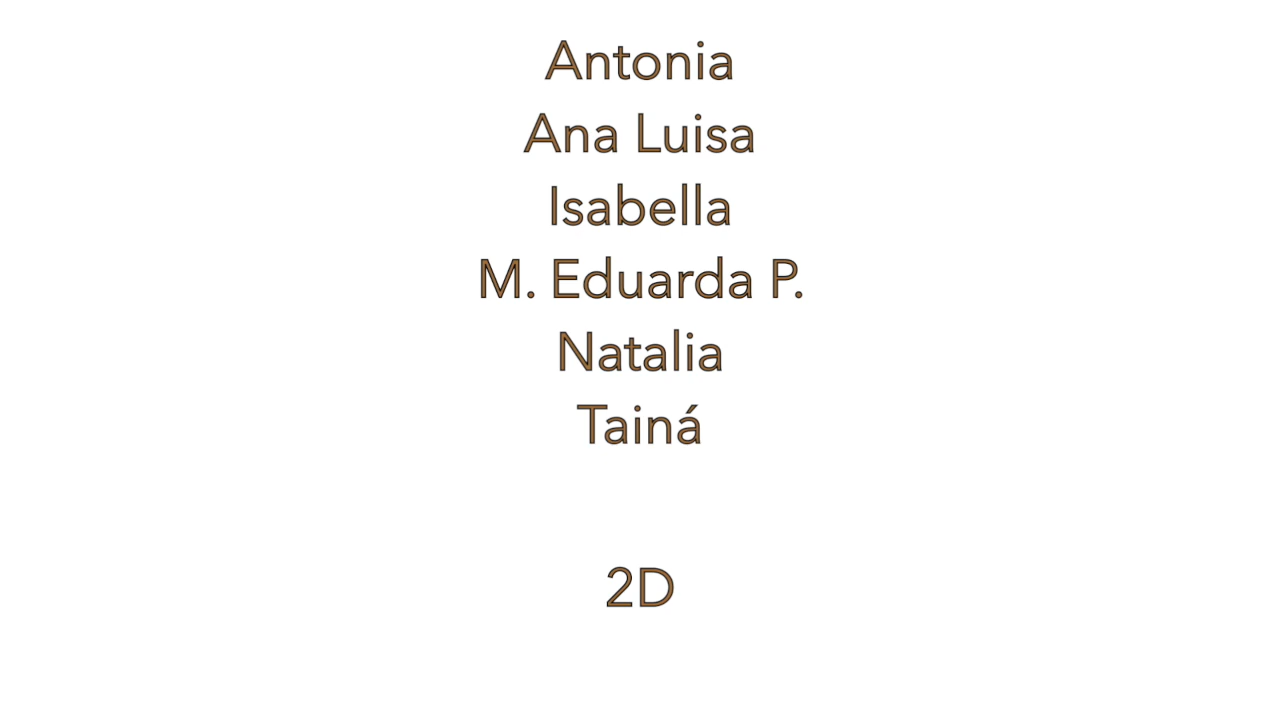 Antonia
Ana Luisa
Isabella
M. Eduarda P.
Natalia
Tainá
2D